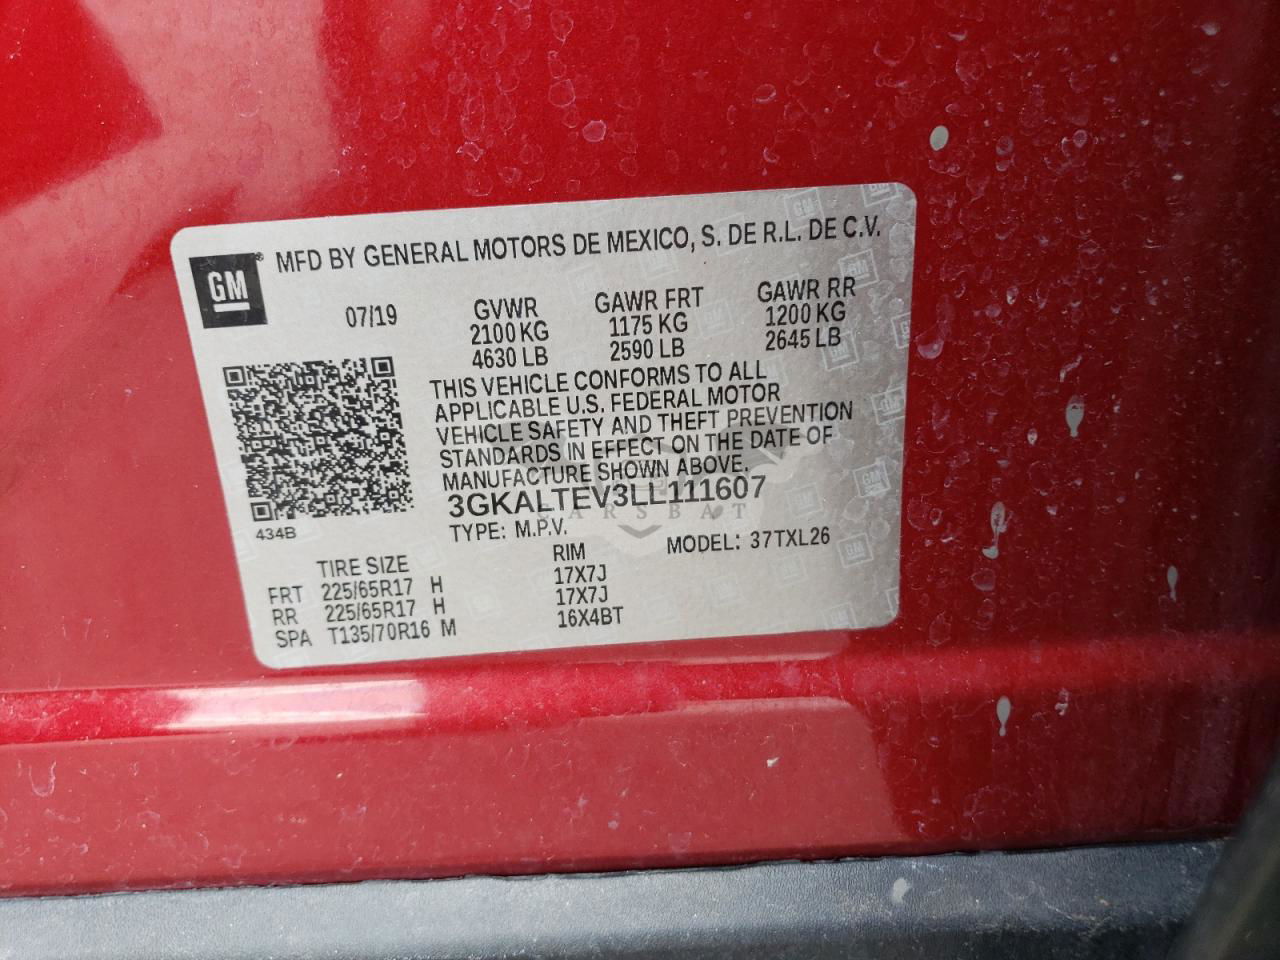 MFD BY GENERAL MOTORS DE MEXICO, S. DE R.L. DE C.V.
GM
07/19 GVWR GAWR FRT GAWR RR
2100 KG 1175 KG 1200 KG
4630 LB 2590 LB 2645 LB
THIS VEHICLE CONFORMS TO ALL
APPLICABLE U.S. FEDERAL MOTOR
VEHICLE SAFETY AND THEFT PREVENTION
STANDARDS IN EFFECT ON THE DATE OF
MANUFACTURE SHOWN ABOVE.
3GKALTEV3LL111607
CARSBAT
434B
TYPE: M.P.V. MODEL: 37TXL26
TIRE SIZE RIM
FRT 225/65R17 H 17X7J
RR 225/65R17 H 17X7J
SPA T135/70R16 M 16X4BT